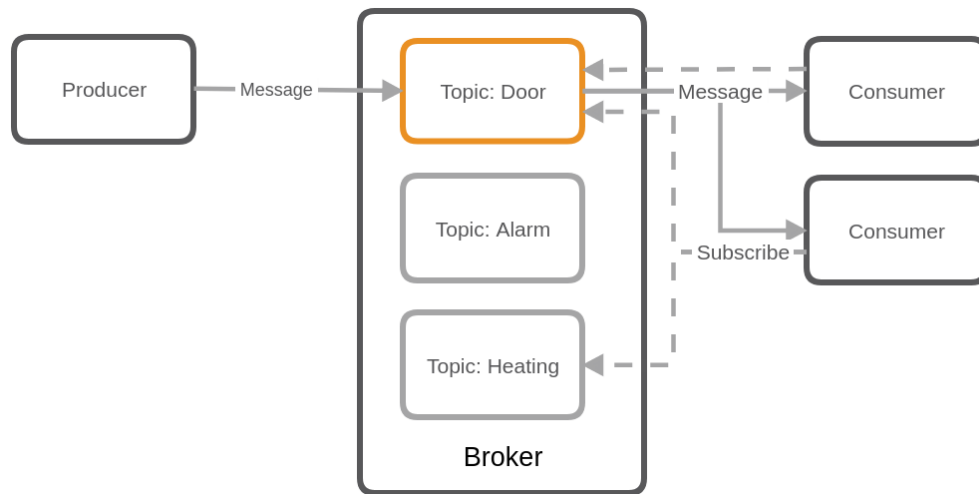 Producer
Message
Topic: Door
Message
Consumer
Topic: Alarm
Consumer
Subscribe
Topic: Heating
Broker